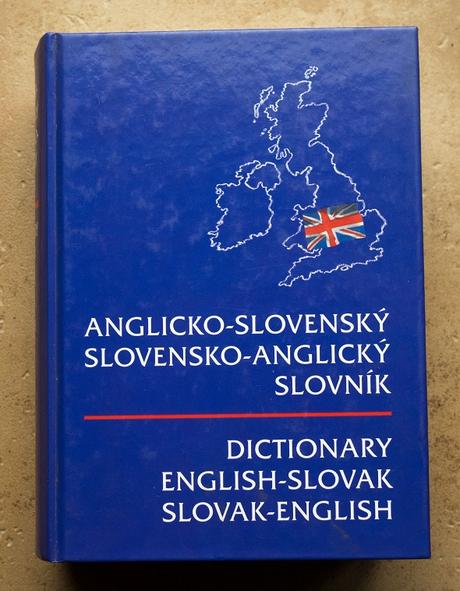 ANGLICKO-SLOVENSKÝ
SLOVENSKO-ANGLICKÝ
SLOVNÍK
DICTIONARY
ENGLISH-SLOVAK
SLOVAK-ENGLISH